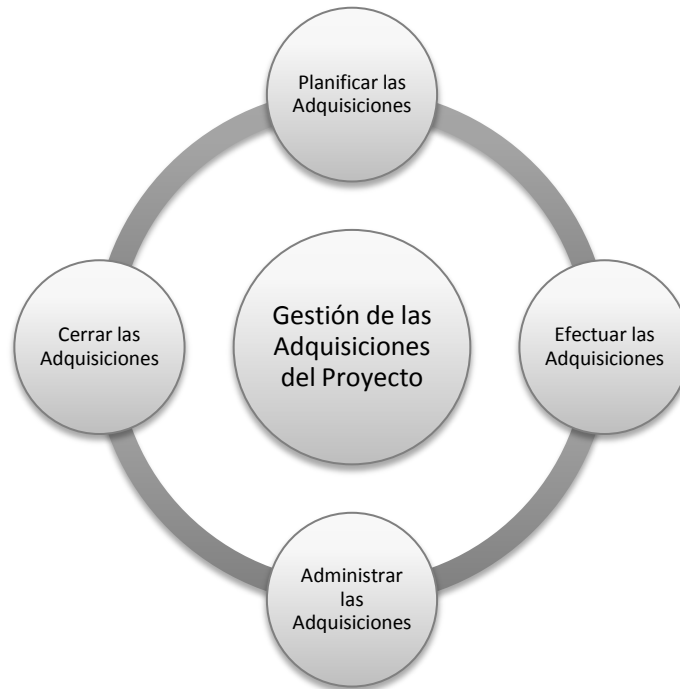 Planificar las
Adquisiciones
Cerrar las
Adquisiciones
Gestión de las
Adquisiciones
del Proyecto
Efectuar las
Adquisiciones
Administrar
las
Adquisiciones